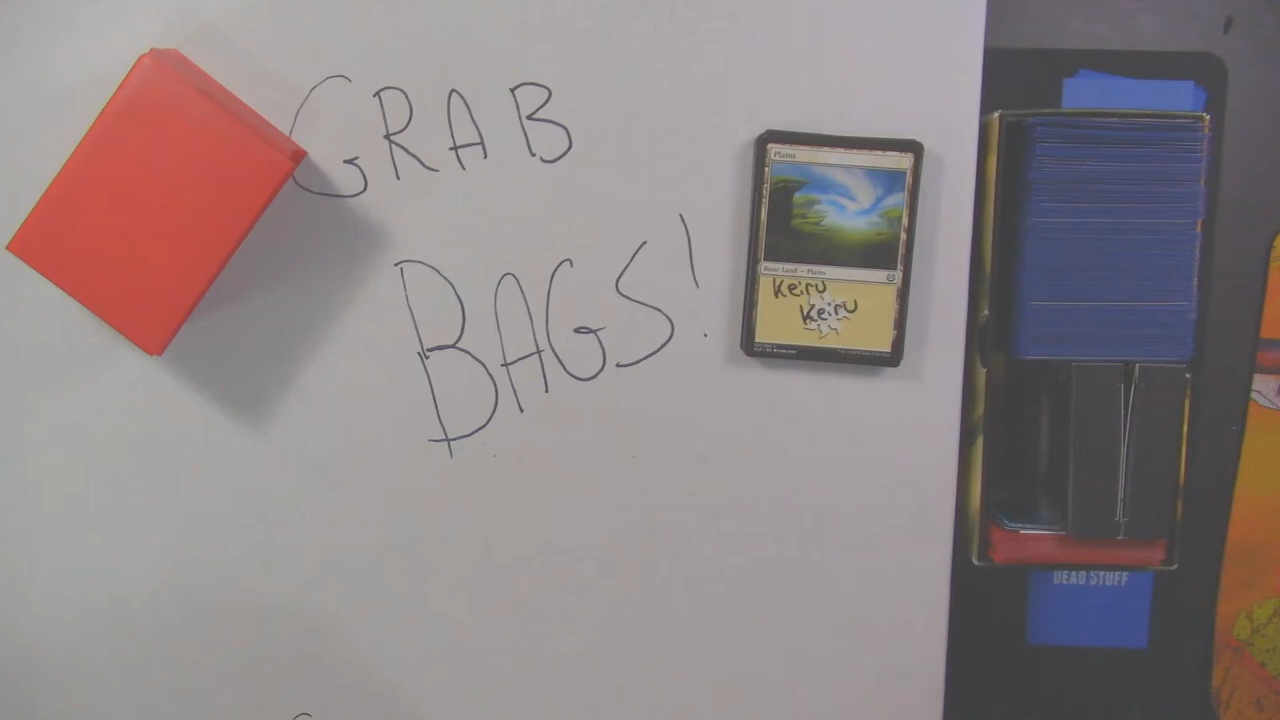 GRAB
BAGS!
Plains
Basic Land — Plains
Keiru
Keiru
DEAD STUFF